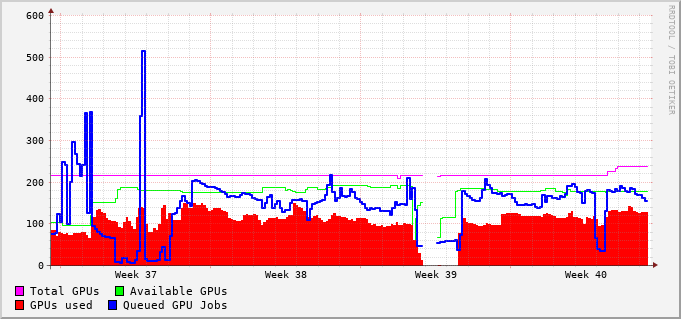 600
500
400
300
200
100
0
Week 37 Week 38 Week 39 Week 40
Total GPUs Available GPUs
GPUs used Queued GPU Jobs
RRDTOOL / TOBI OETIKER